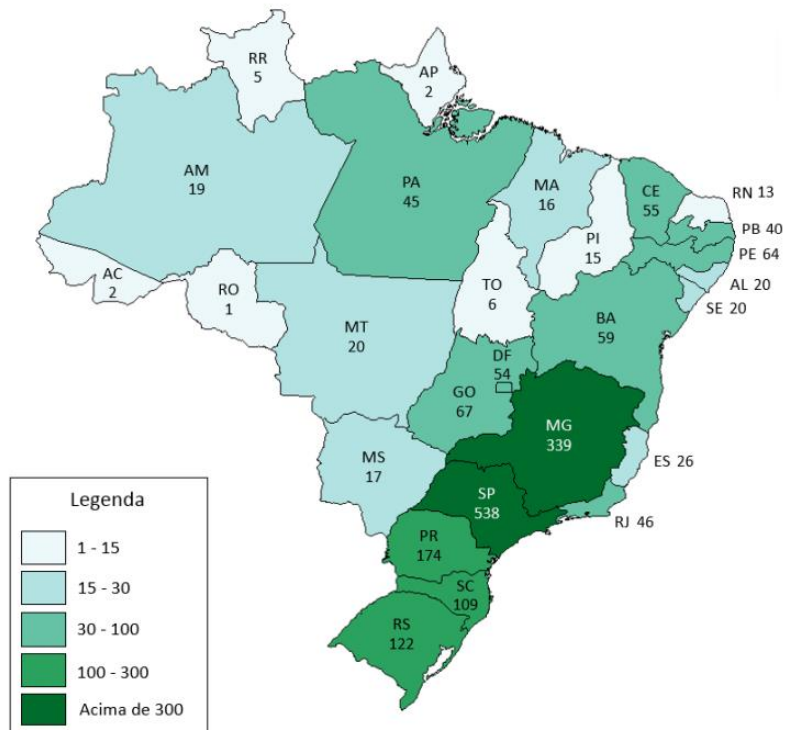 RR
5
AP
2
AM
19
PA
45
MA
16
CE
55
RN 13
PB 40
PI
15
PE 64
AC
2
RO
1
TO
6
AL 20
SE 20
MT
20
BA
59
DF
54
GO
67
MG
339
MS
17
ES 26
SP
538
RJ 46
PR
174
SC
109
RS
122
Legenda
1 - 15
15 - 30
30 - 100
100 - 300
Acima de 300